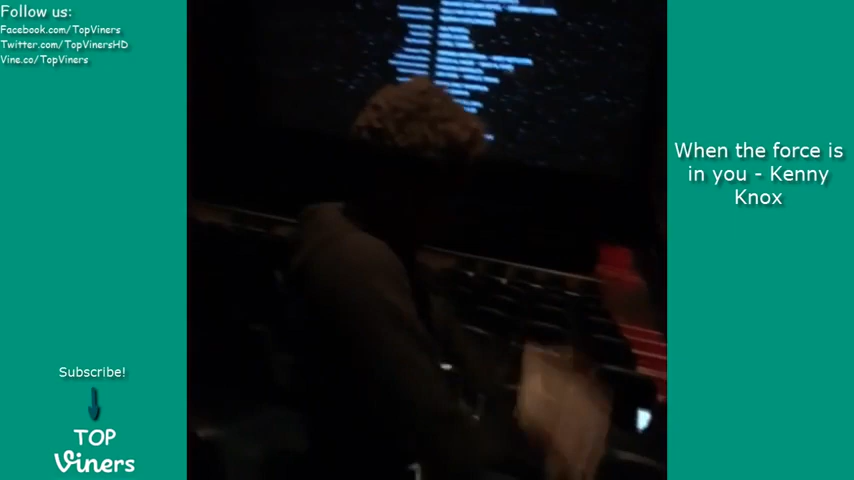 Follow us:
Facebook.com/TopViners
Twitter.com/TopVinersHD
Vine.co/TopViners
When the force is
in you - Kenny
Knox
Subscribe!
TOP
Viners